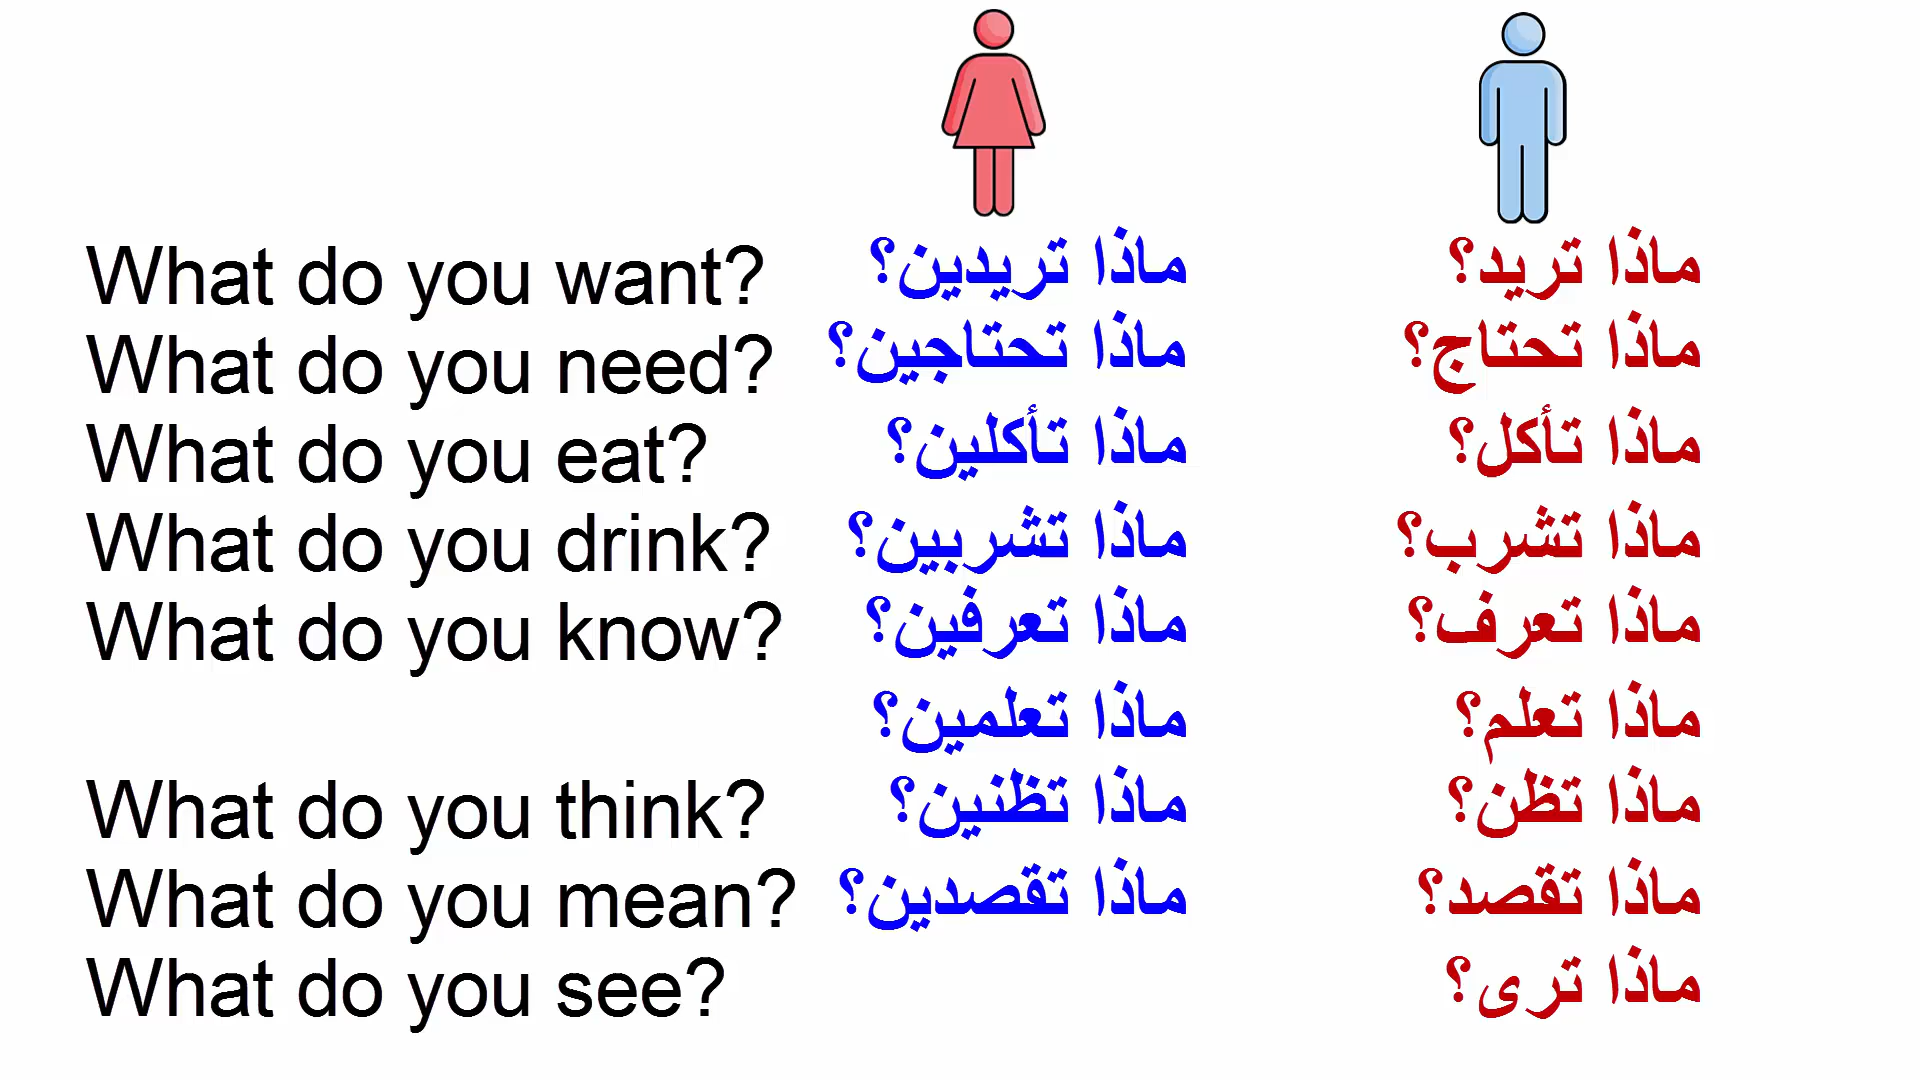 What do you want? ماذا تريدين؟ ماذا تريد؟
What do you need? ماذا تحتاجين؟ ماذا تحتاج؟
What do you eat? ماذا تأكلين؟ ماذا تأكل؟
What do you drink? ماذا تشربين؟ ماذا تشرب؟
What do you know? ماذا تعرفين؟ ماذا تعرف؟
ماذا تعلمين؟ ماذا تعلم؟
What do you think? ماذا تظنين؟ ماذا تظن؟
What do you mean? ماذا تقصدين؟ ماذا تقصد؟
What do you see? ماذا ترى؟